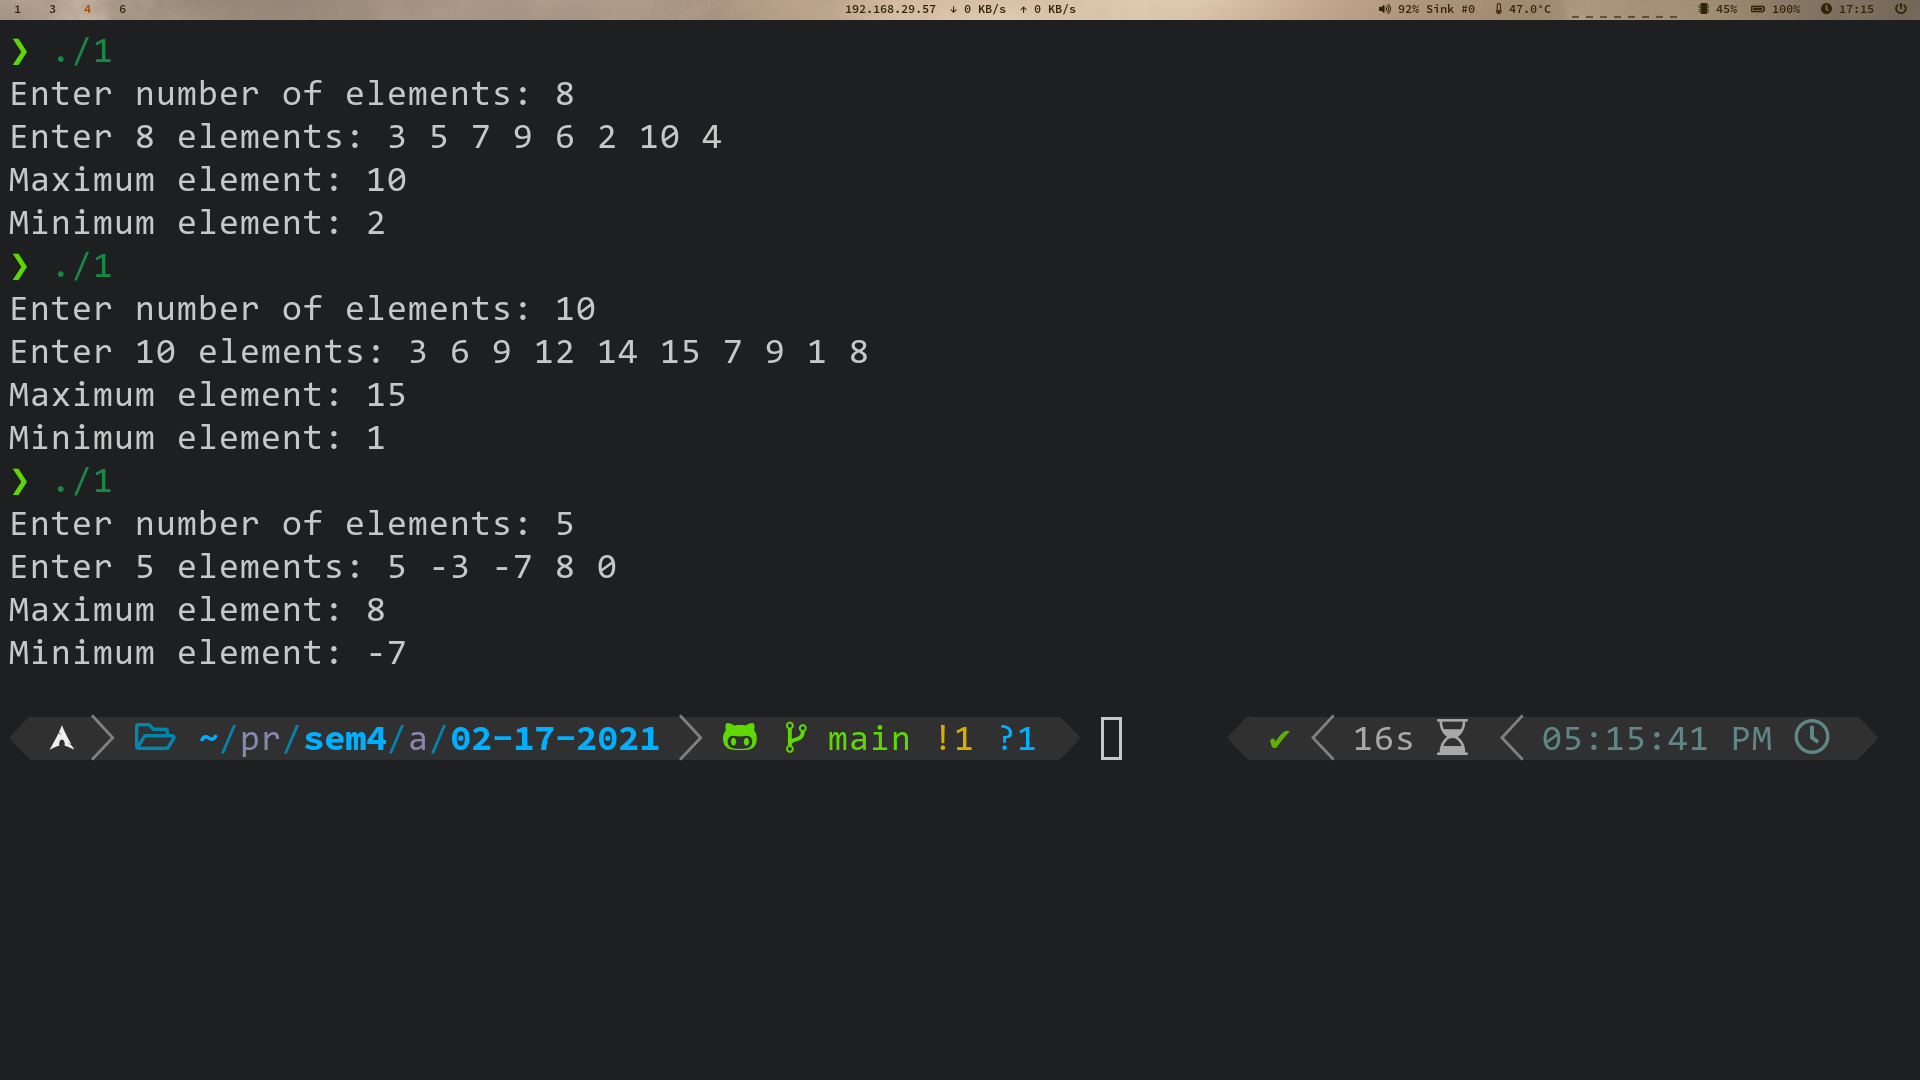 1 3 4 6 192.168.29.57 ↓ 0 KB/s ↑ 0 KB/s 92% Sink #0 47.0°C 45% 100% 17:15
❯ ./1
Enter number of elements: 8
Enter 8 elements: 3 5 7 9 6 2 10 4
Maximum element: 10
Minimum element: 2
❯ ./1
Enter number of elements: 10
Enter 10 elements: 3 6 9 12 14 15 7 9 1 8
Maximum element: 15
Minimum element: 1
❯ ./1
Enter number of elements: 5
Enter 5 elements: 5 -3 -7 8 0
Maximum element: 8
Minimum element: -7
~/pr/sem4/a/02-17-2021 main !1 ?1 ✔ 16s 05:15:41 PM